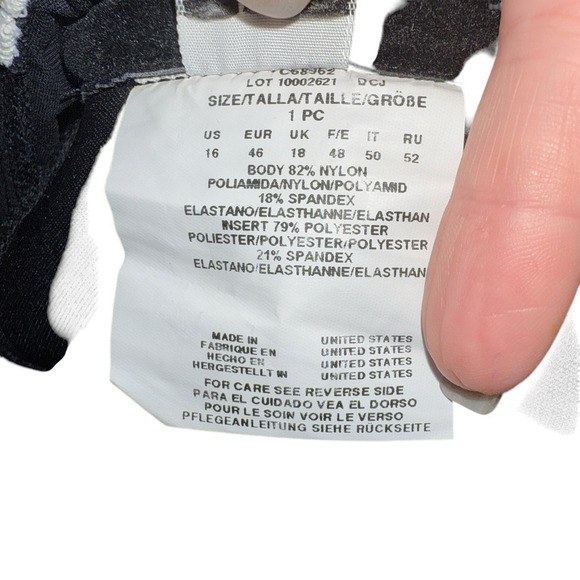 C68962
LOT 10002621 DCJ
SIZE/TALLA/TAILLE/GRÖßE
1 PC
US EUR UK F/E IT RU
16 46 18 48 50 52
BODY 82% NYLON
POLIAMIDA/NYLON/POLYAMID
18% SPANDEX
ELASTANO/ELASTHANNE/ELASTHAN
INSERT 79% POLYESTER
POLIESTER/POLYESTER/POLYESTER
21% SPANDEX
ELASTANO/ELASTHANNE/ELASTHAN
MADE IN UNITED STATES
FABRIQUE EN UNITED STATES
HECHO EN UNITED STATES
HERGESTELLT IN UNITED STATES
FOR CARE SEE REVERSE SIDE
PARA EL CUIDADO VEA EL DORSO
POUR LE SOIN VOIR LE VERSO
PFLEGEANLEITUNG SIEHE RÜCKSEITE